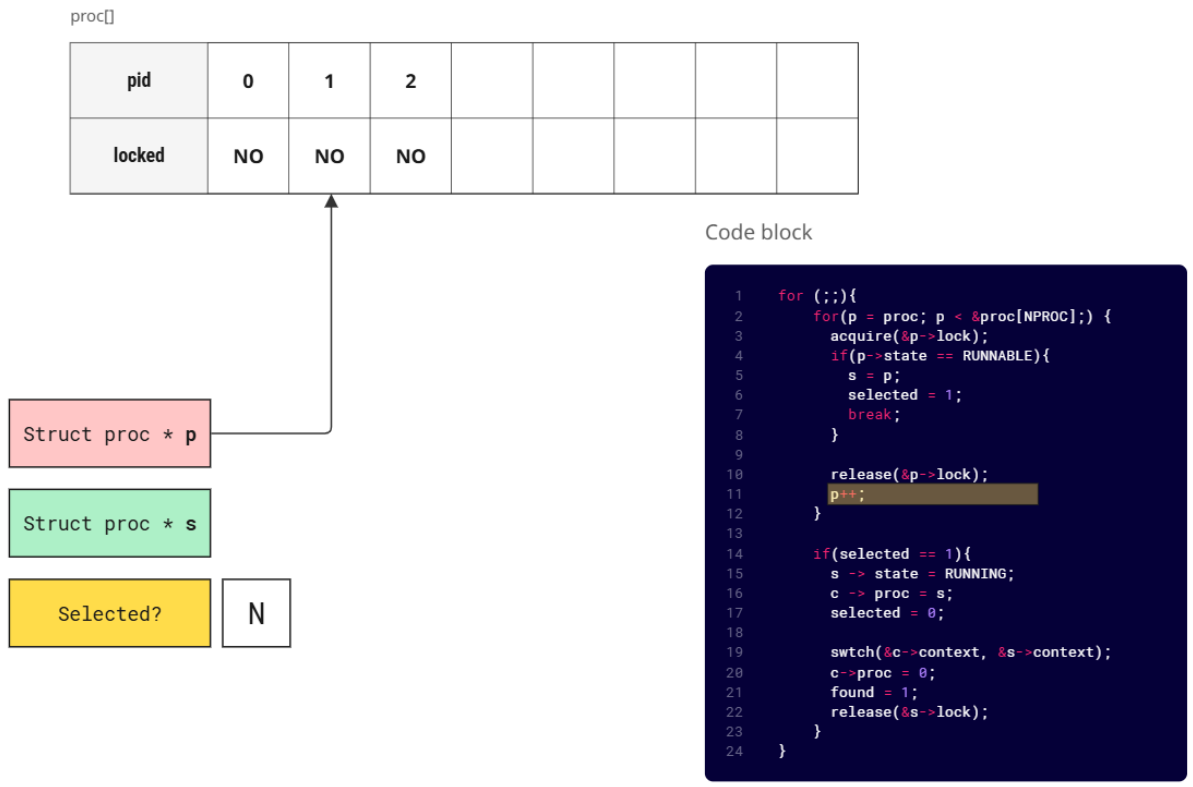 proc[]
pid 0 1 2
locked NO NO NO
Code block
1 for (;;){
2 for(p = proc; p < &proc[NPROC];) {
3 acquire(&p->lock);
4 if(p->state == RUNNABLE){
5 s = p;
6 selected = 1;
7 break;
8 }
9
10 release(&p->lock);
11 p++;
12 }
13
14 if(selected == 1){
15 s -> state = RUNNING;
16 c -> proc = s;
17 selected = 0;
18
19 swtch(&c->context, &s->context);
20 c->proc = 0;
21 found = 1;
22 release(&s->lock);
23 }
24 }
Struct proc * p
Struct proc * s
Selected? N